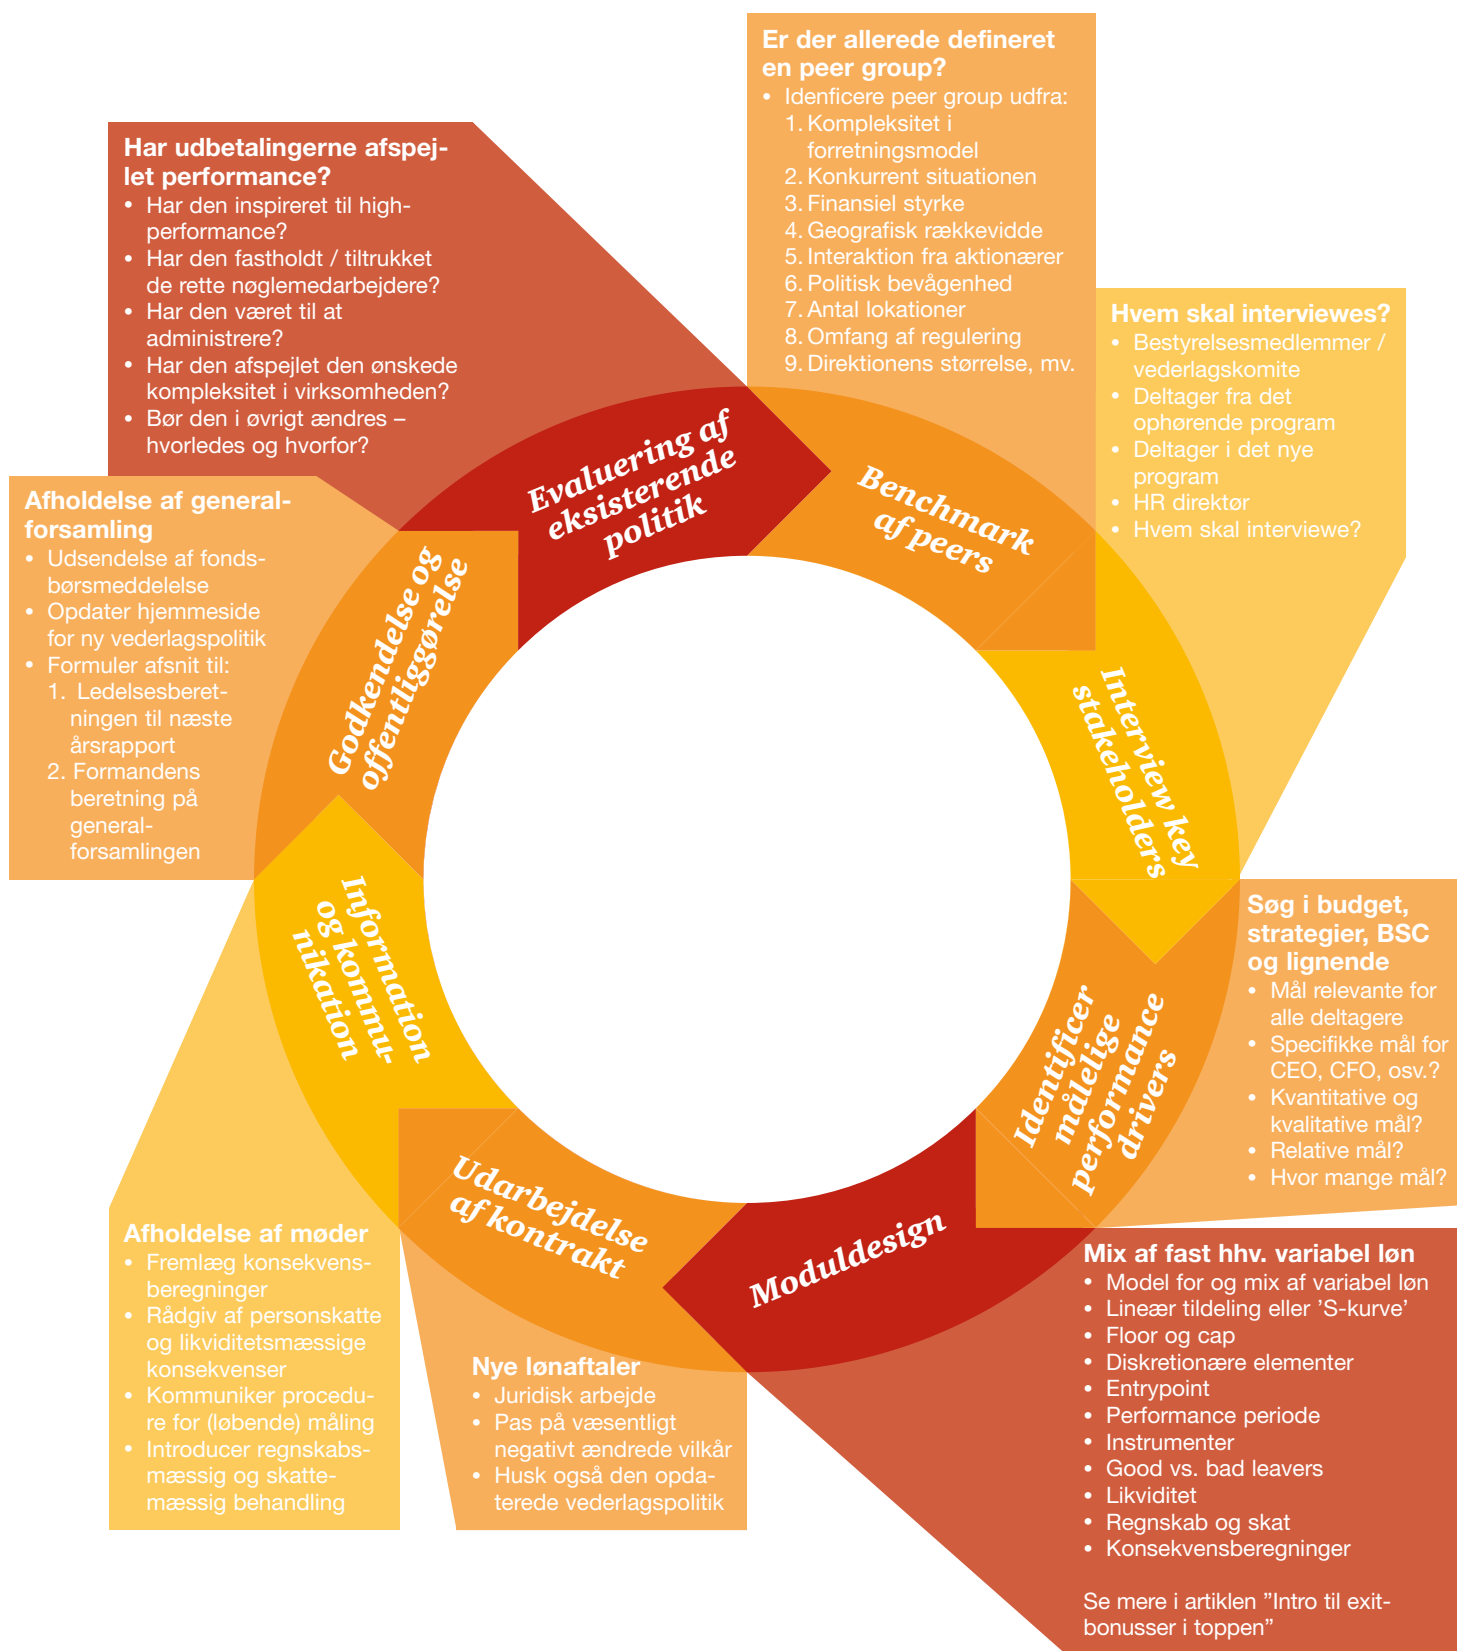 Er der allerede defineret
en peer group?
• Idenficere peer group udfra:
1. Kompleksitet i
forretningsmodel
2. Konkurrent situationen
3. Finansiel styrke
4. Geografisk rækkevidde
5. Interaktion fra aktionærer
6. Politisk bevågenhed
7. Antal lokationer
8. Omfang af regulering
9. Direktionens størrelse, mv.
Har udbetalingerne afspej-
let performance?
• Har den inspireret til high-
performance?
• Har den fastholdt / tiltrukket
de rette nøglemedarbejdere?
• Har den været til at
administrere?
• Har den afspejlet den ønskede
kompleksitet i virksomheden?
• Bør den i øvrigt ændres –
hvorledes og hvorfor?
Hvem skal interviewes?
• Bestyrelsesmedlemmer /
vederlagskomite
• Deltager fra det
ophørende program
• Deltager i det nye
program
• HR direktør
• Hvem skal interviewe?
Afholdelse af general-
forsamling
• Udsendelse af fonds-
børsmeddelelse
• Opdater hjemmeside
for ny vederlagspolitik
• Formuler afsnit til:
1. Ledelsesberet-
ningen til næste
årsrapport
2. Formandens
beretning på
general-
forsamlingen
Evaluering af
eksisterende
politik
Benchmark
af peers
Interview key
stakeholders
Identificer
målelige
performance
drivers
Moduldesign
Udarbejdelse
af kontrakt
Information
og kommu-
nikation
Godkendelse og
offentliggørelse
Søg i budget,
strategier, BSC
og lignende
• Mål relevante for
alle deltagere
• Specifikke mål for
CEO, CFO, osv.?
• Kvantitative og
kvalitative mål?
• Relative mål?
• Hvor mange mål?
Afholdelse af møder
• Fremlæg konsekvens-
beregninger
• Rådgiv af personskatte
og likviditetsmæssige
konsekvenser
• Kommuniker procedu-
re for (løbende) måling
• Introducer regnskabs-
mæssig og skatte-
mæssig behandling
Nye lønaftaler
• Juridisk arbejde
• Pas på væsentligt
negativt ændrede vilkår
• Husk også den opda-
terede vederlagspolitik
Mix af fast hhv. variabel løn
• Model for og mix af variabel løn
• Lineær tildeling eller ’S-kurve’
• Floor og cap
• Diskretionære elementer
• Entrypoint
• Performance periode
• Instrumenter
• Good vs. bad leavers
• Likviditet
• Regnskab og skat
• Konsekvensberegninger
Se mere i artiklen ”Intro til exit-
bonusser i toppen”